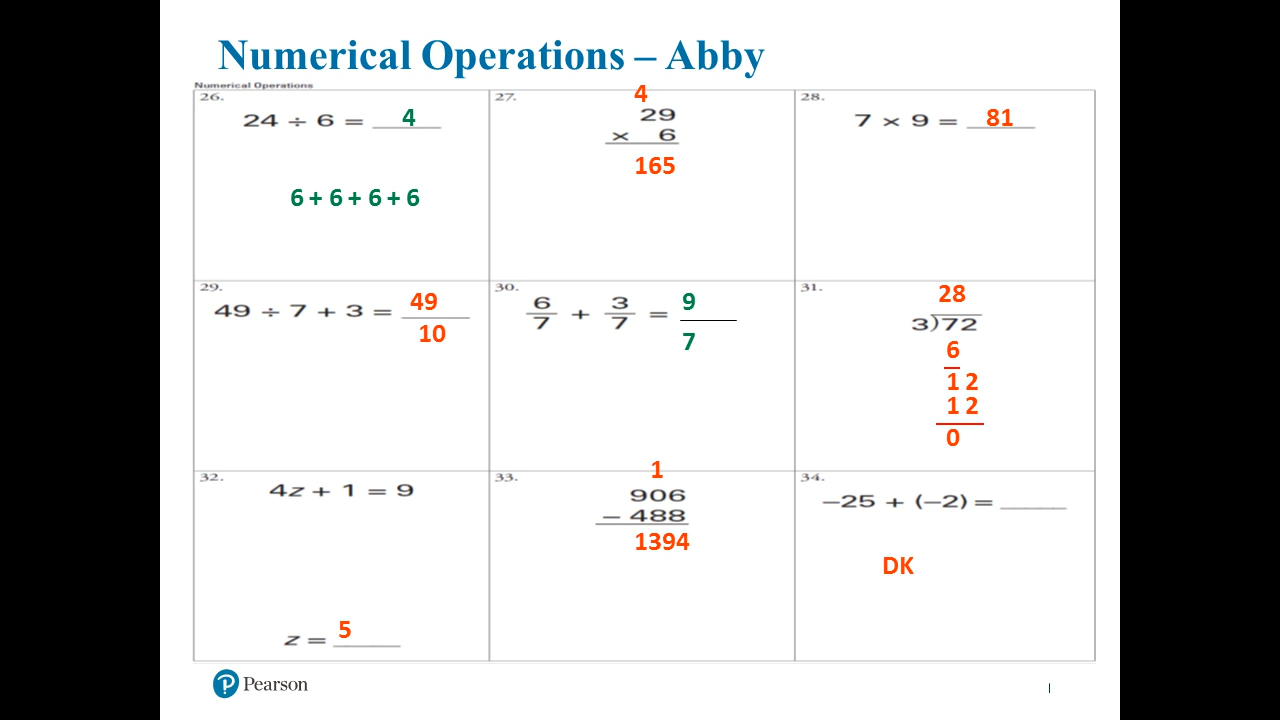 Numerical Operations – Abby
Numerical Operations
26.
24 ÷ 6 = 4
6 + 6 + 6 + 6
27.
4
29
× 6
165
28.
7 × 9 = 81
29.
49 ÷ 7 + 3 = 49
10
30.
6/7 + 3/7 = 9/7
31.
28
3)72
6
1 2
1 2
0
32.
4z + 1 = 9
z = 5
33.
1
906
– 488
1394
34.
–25 + (–2) = _____
DK
Pearson
1